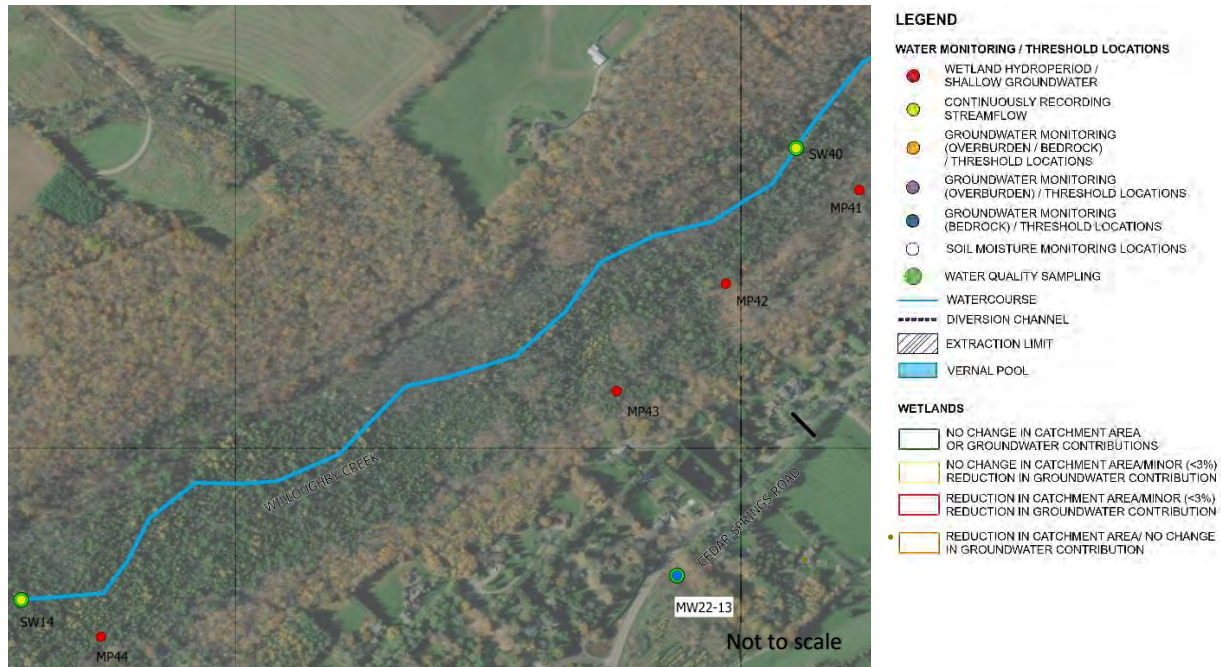 SW40
MP41
MP42
MP43
WILLOUGHBY CREEK
CEDAR SPRINGS ROAD
MW22-13
SW14
MP44
Not to scale
LEGEND
WATER MONITORING / THRESHOLD LOCATIONS
WETLAND HYDROPERIOD /
SHALLOW GROUNDWATER
CONTINUOUSLY RECORDING
STREAMFLOW
GROUNDWATER MONITORING
(OVERBURDEN / BEDROCK)
/ THRESHOLD LOCATIONS
GROUNDWATER MONITORING
(OVERBURDEN) / THRESHOLD LOCATIONS
GROUNDWATER MONITORING
(BEDROCK) / THRESHOLD LOCATIONS
SOIL MOISTURE MONITORING LOCATIONS
WATER QUALITY SAMPLING
WATERCOURSE
DIVERSION CHANNEL
EXTRACTION LIMIT
VERNAL POOL
WETLANDS
NO CHANGE IN CATCHMENT AREA
OR GROUNDWATER CONTRIBUTIONS
NO CHANGE IN CATCHMENT AREA/MINOR (<3%)
REDUCTION IN GROUNDWATER CONTRIBUTION
REDUCTION IN CATCHMENT AREA/MINOR (<3%)
REDUCTION IN GROUNDWATER CONTRIBUTION
REDUCTION IN CATCHMENT AREA/ NO CHANGE
IN GROUNDWATER CONTRIBUTION